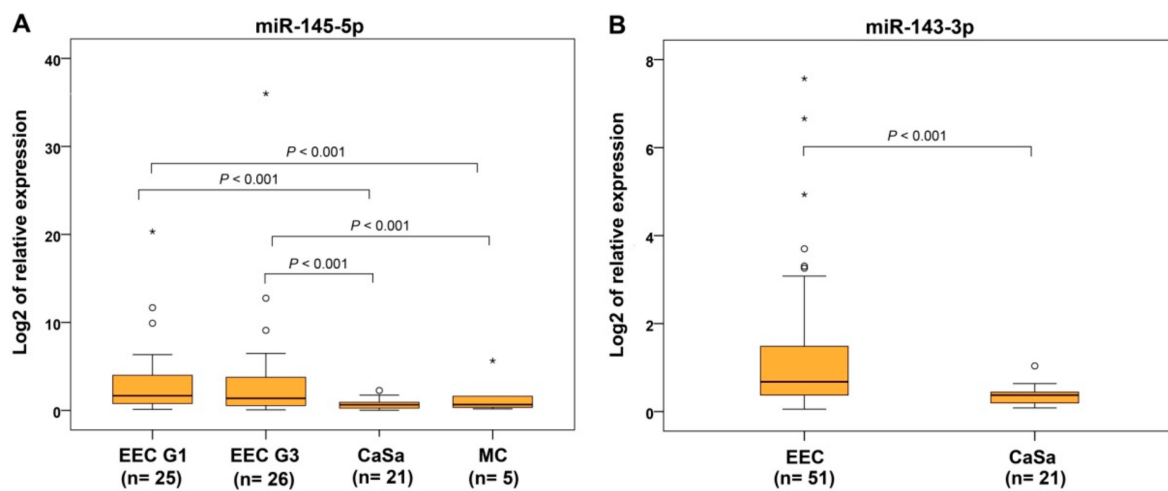 A
miR-145-5p
Log2 of relative expression
40
30
20
10
0
P < 0.001
P < 0.001
P < 0.001
P < 0.001
EEC G1
(n= 25)
EEC G3
(n= 26)
CaSa
(n= 21)
MC
(n= 5)
B
miR-143-3p
Log2 of relative expression
8
6
4
2
0
P < 0.001
EEC
(n= 51)
CaSa
(n= 21)